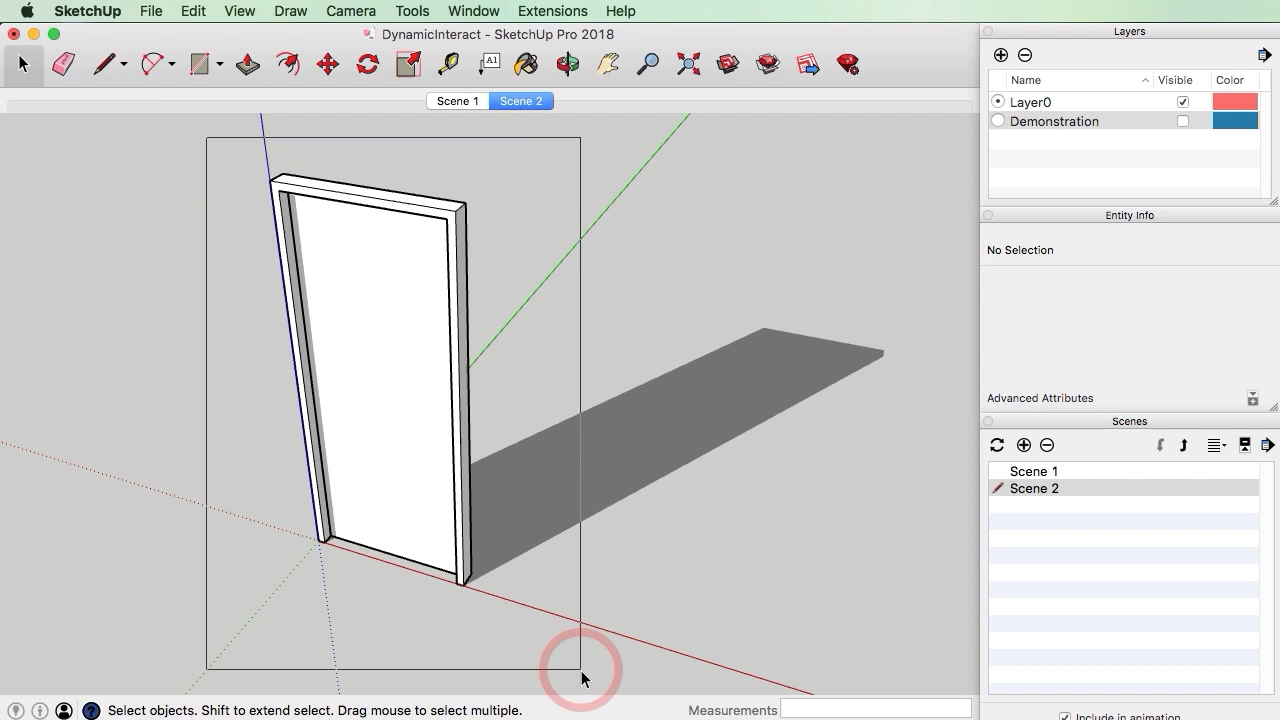 SketchUp File Edit View Draw Camera Tools Window Extensions Help
DynamicInteract - SketchUp Pro 2018
Layers
A1
Scene 1 Scene 2
Name Visible Color
Layer0
Demonstration
Entity Info
No Selection
Advanced Attributes
Scenes
Scene 1
Scene 2
Select objects. Shift to extend select. Drag mouse to select multiple.
Measurements
Include in animation